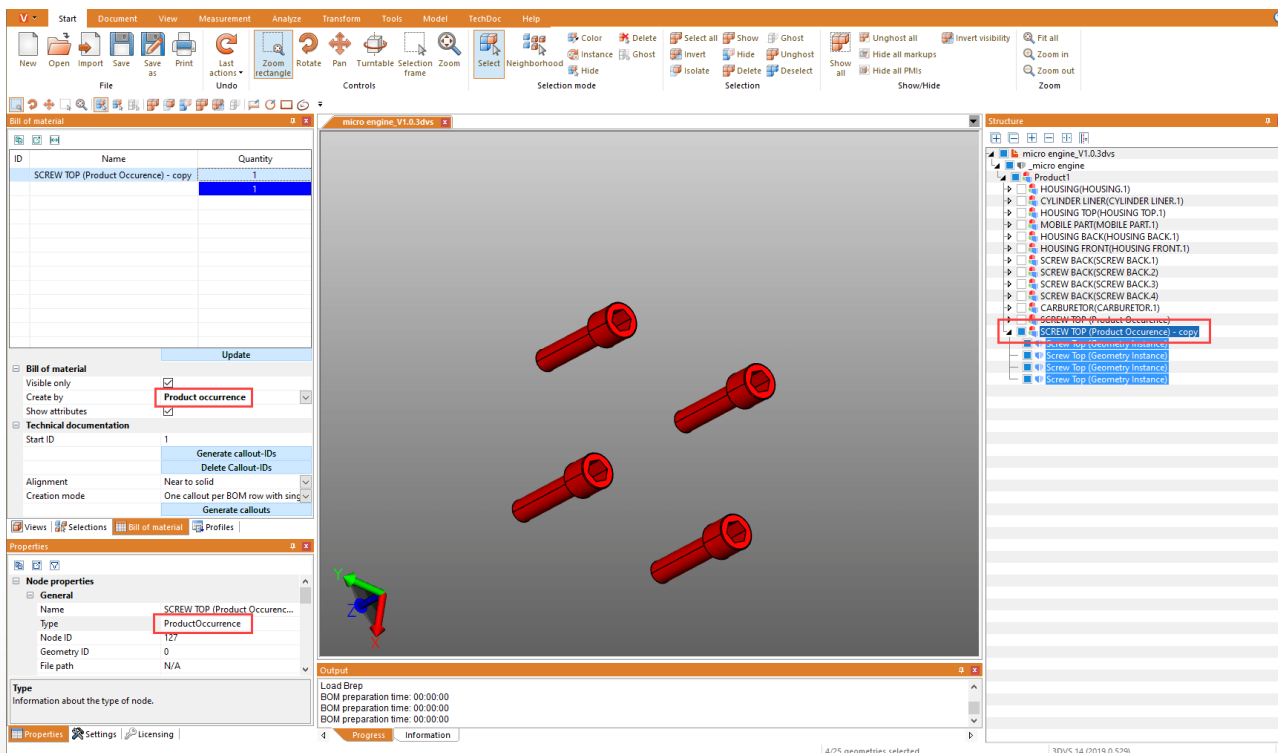 V Start Document View Measurement Analyze Transform Tools Model TechDoc Help
New Open Import Save Save as Print
File
Last actions
Undo
Zoom rectangle Rotate Pan Turntable Selection frame Zoom
Controls
Select Neighborhood Color Instance Hide Delete Ghost
Selection mode
Select all Show Ghost
Invert Hide Unghost
Isolate Delete Deselect
Selection
Show all Unghost all Invert visibility
Hide all markups
Hide all PMIs
Show/Hide
Fit all
Zoom in
Zoom out
Zoom
Bill of material
ID Name Quantity
SCREW TOP (Product Occurence) - copy 1
1
Update
Bill of material
Visible only
Create by Product occurrence
Show attributes
Technical documentation
Start ID 1
Generate callout-IDs
Delete Callout-IDs
Alignment Near to solid
Creation mode One callout per BOM row with sing
Generate callouts
Views Selections Bill of material Profiles
Properties
Node properties
General
Name SCREW TOP (Product Occurenc...
Type ProductOccurrence
Node ID 127
Geometry ID 0
File path N/A
Type
Information about the type of node.
Properties Settings Licensing
micro engine_V1.0.3dvs
Y
Z
X
Output
Load Brep
BOM preparation time: 00:00:00
BOM preparation time: 00:00:00
BOM preparation time: 00:00:00
Progress Information
Structure
micro engine_V1.0.3dvs
_micro engine
Product1
HOUSING(HOUSING.1)
CYLINDER LINER(CYLINDER LINER.1)
HOUSING TOP(HOUSING TOP.1)
MOBILE PART(MOBILE PART.1)
HOUSING BACK(HOUSING BACK.1)
HOUSING FRONT(HOUSING FRONT.1)
SCREW BACK(SCREW BACK.1)
SCREW BACK(SCREW BACK.2)
SCREW BACK(SCREW BACK.3)
SCREW BACK(SCREW BACK.4)
CARBURETOR(CARBURETOR.1)
SCREW TOP (Product Occurence)
SCREW TOP (Product Occurence) - copy
Screw Top (Geometry Instance)
Screw Top (Geometry Instance)
Screw Top (Geometry Instance)
Screw Top (Geometry Instance)
4/25 geometries selected
3DVS 14 (2019.0.529)